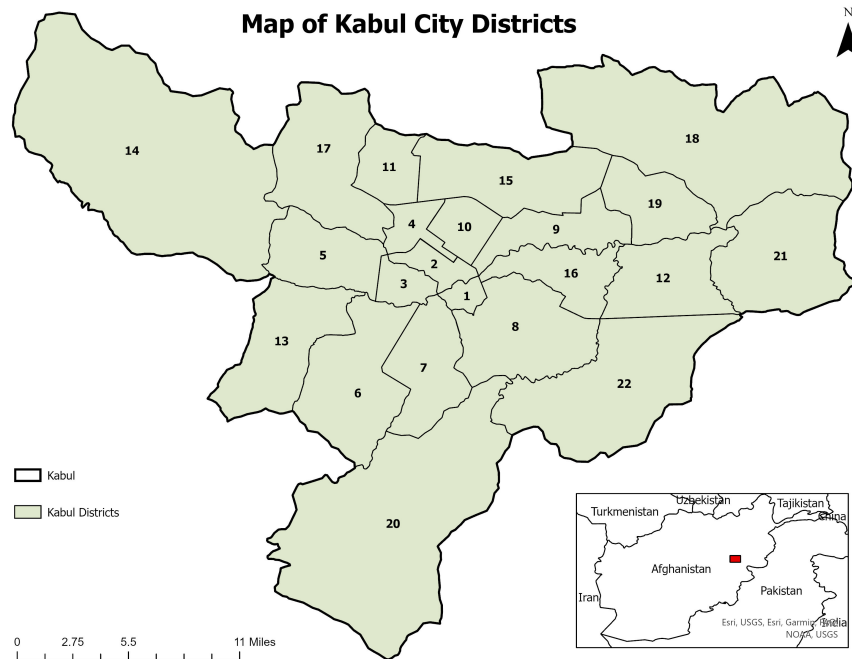 Map of Kabul City Districts
N
18
14
17
11
15
19
4
10
9
5
2
21
16
12
3
1
8
13
7
22
6
Kabul
Kabul Districts
20
Uzbekistan
Tajikistan
Turkmenistan
China
Afghanistan
Pakistan
Iran
India
Esri, USGS, Esri, Garmin,
NOAA, USGS
0 2.75 5.5 11 Miles